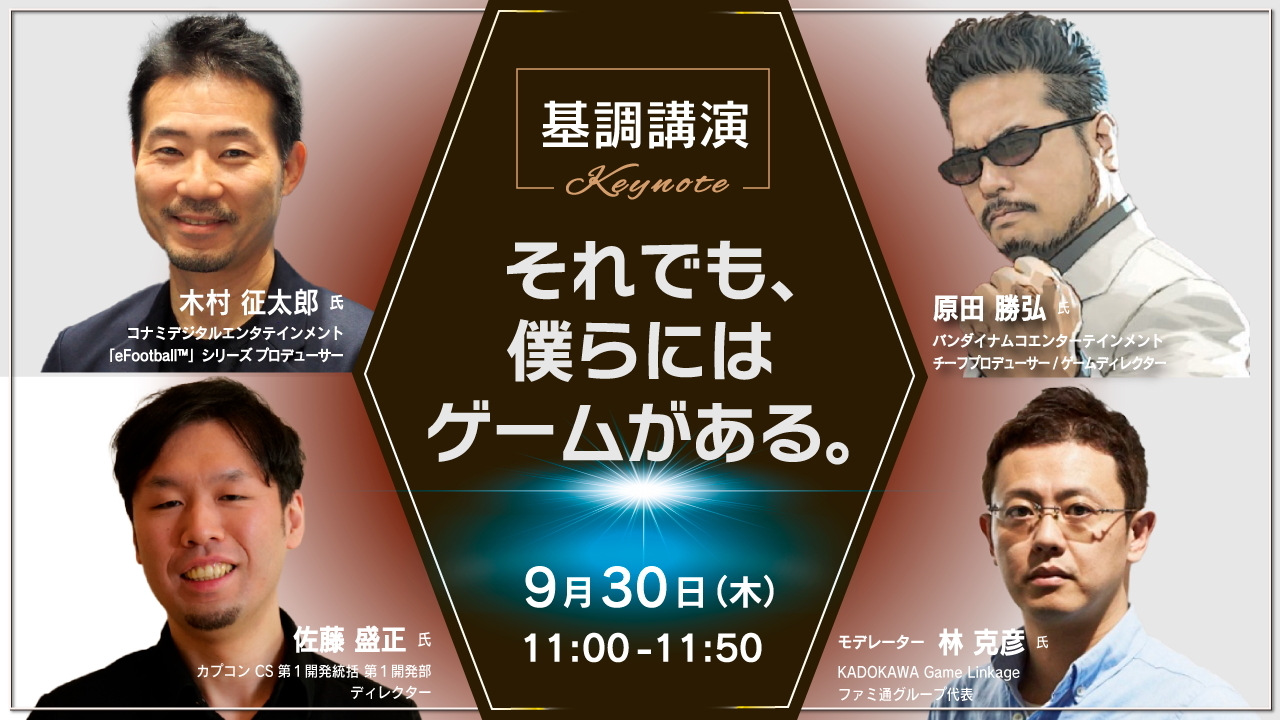 基調講演
Keynote
それでも、
僕らには
ゲームがある。
9月30日(木)
11:00-11:50
木村 征太郎 氏
コナミデジタルエンタテインメント
「eFootball™」シリーズ プロデューサー
原田 勝弘 氏
バンダイナムコエンターテインメント
チーフプロデューサー / ゲームディレクター
佐藤 盛正 氏
カプコン CS 第1開発統括 第1開発部
ディレクター
モデレーター 林 克彦 氏
KADOKAWA Game Linkage
ファミ通グループ代表